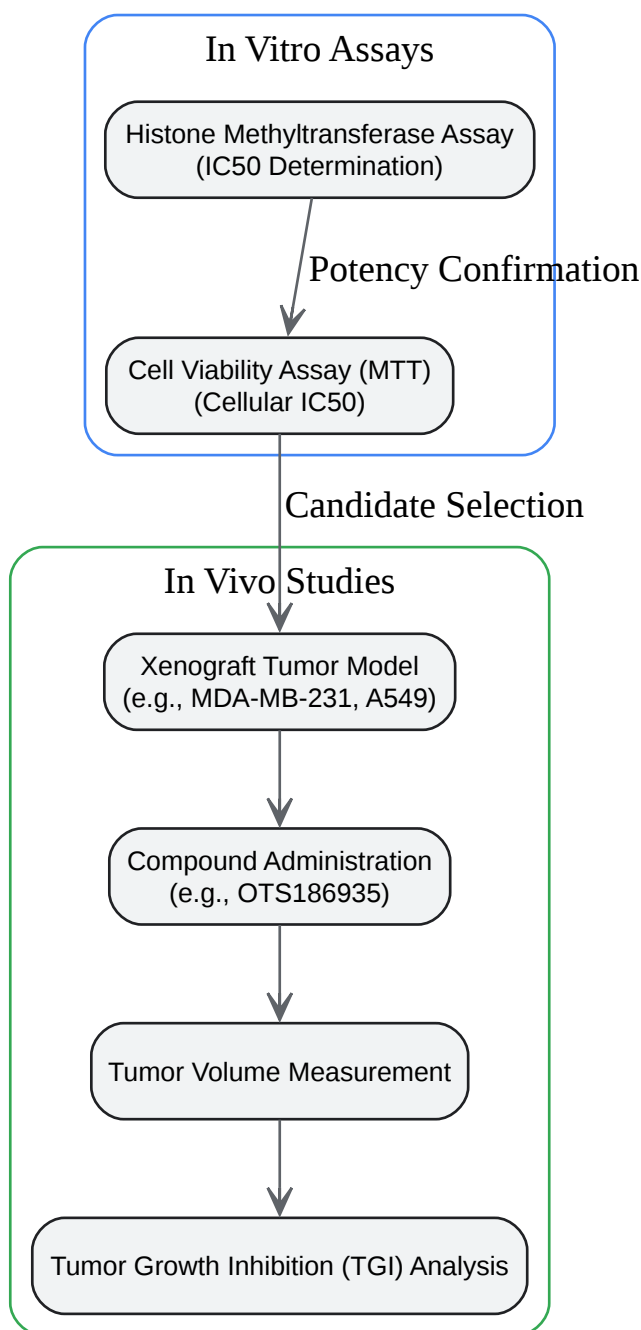 In Vitro Assays
Histone Methyltransferase Assay
(IC50 Determination)
Potency Confirmation
Cell Viability Assay (MTT)
(Cellular IC50)
Candidate Selection
In Vivo Studies
Xenograft Tumor Model
(e.g., MDA-MB-231, A549)
Compound Administration
(e.g., OTS186935)
Tumor Volume Measurement
Tumor Growth Inhibition (TGI) Analysis